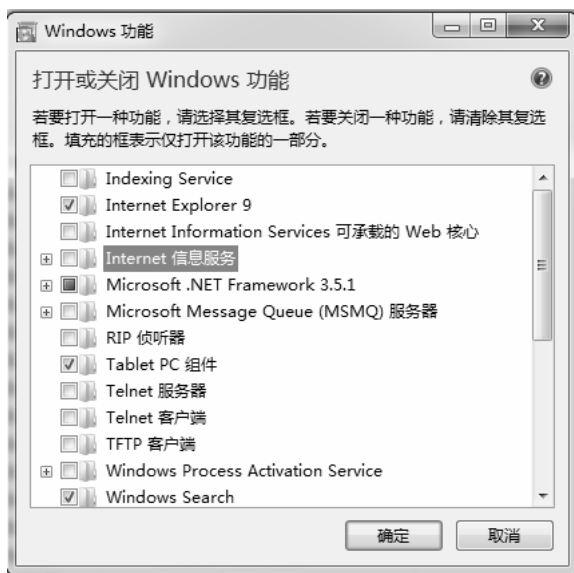 Windows 功能
打开或关闭 Windows 功能
若要打开一种功能，请选择其复选框。若要关闭一种功能，请清除其复选
框。填充的框表示仅打开该功能的一部分。
Indexing Service
Internet Explorer 9
Internet Information Services 可承载的 Web 核心
Internet 信息服务
Microsoft .NET Framework 3.5.1
Microsoft Message Queue (MSMQ) 服务器
RIP 侦听器
Tablet PC 组件
Telnet 服务器
Telnet 客户端
TFTP 客户端
Windows Process Activation Service
Windows Search
确定 取消